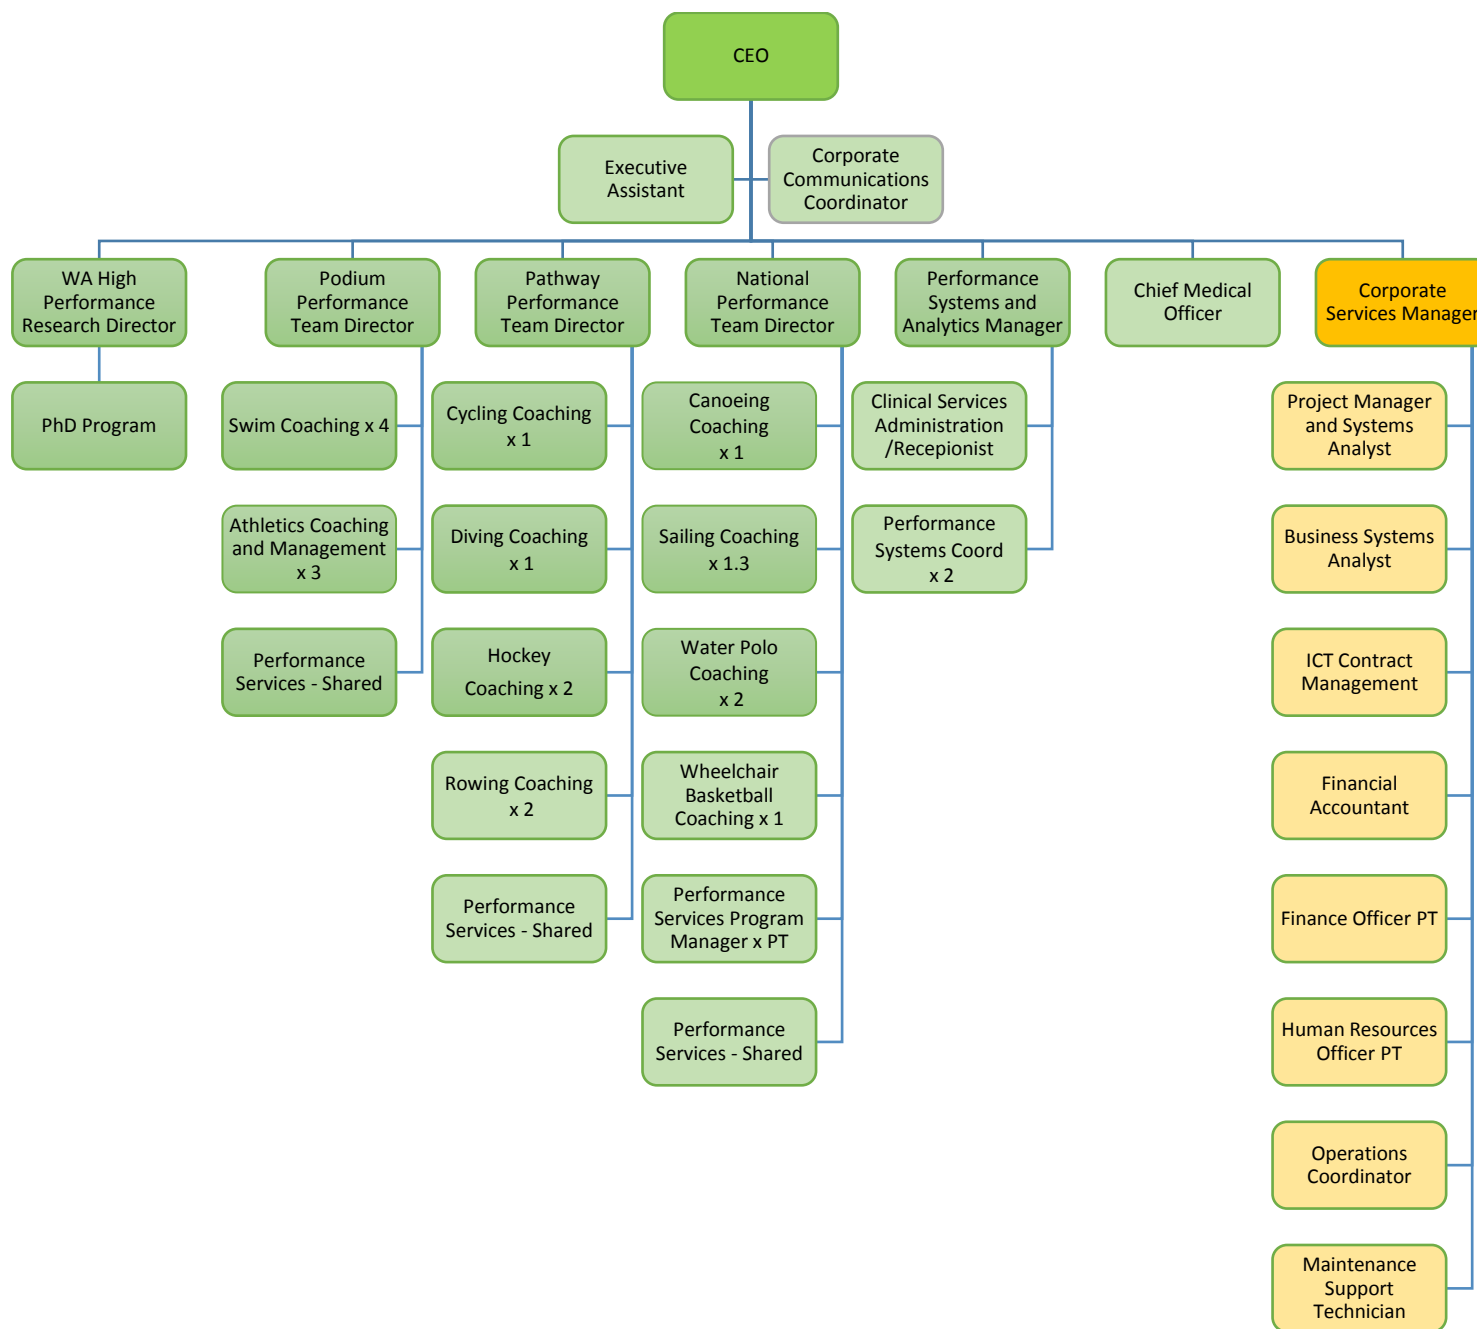 CEO
Executive
Assistant
Corporate
Communications
Coordinator
WA High
Performance
Research Director
Podium
Performance
Team Director
Pathway
Performance
Team Director
National
Performance
Team Director
Performance
Systems and
Analytics Manager
Chief Medical
Officer
Corporate
Services Manager
PhD Program
Swim Coaching x 4
Athletics Coaching
and Management
x 3
Performance
Services - Shared
Cycling Coaching
x 1
Diving Coaching
x 1
Hockey
Coaching x 2
Rowing Coaching
x 2
Performance
Services - Shared
Canoeing
Coaching
x 1
Sailing Coaching
x 1.3
Water Polo
Coaching
x 2
Wheelchair
Basketball
Coaching x 1
Performance
Services Program
Manager x PT
Performance
Services - Shared
Clinical Services
Administration
/Recepionist
Performance
Systems Coord
x 2
Project Manager
and Systems
Analyst
Business Systems
Analyst
ICT Contract
Management
Financial
Accountant
Finance Officer PT
Human Resources
Officer PT
Operations
Coordinator
Maintenance
Support
Technician